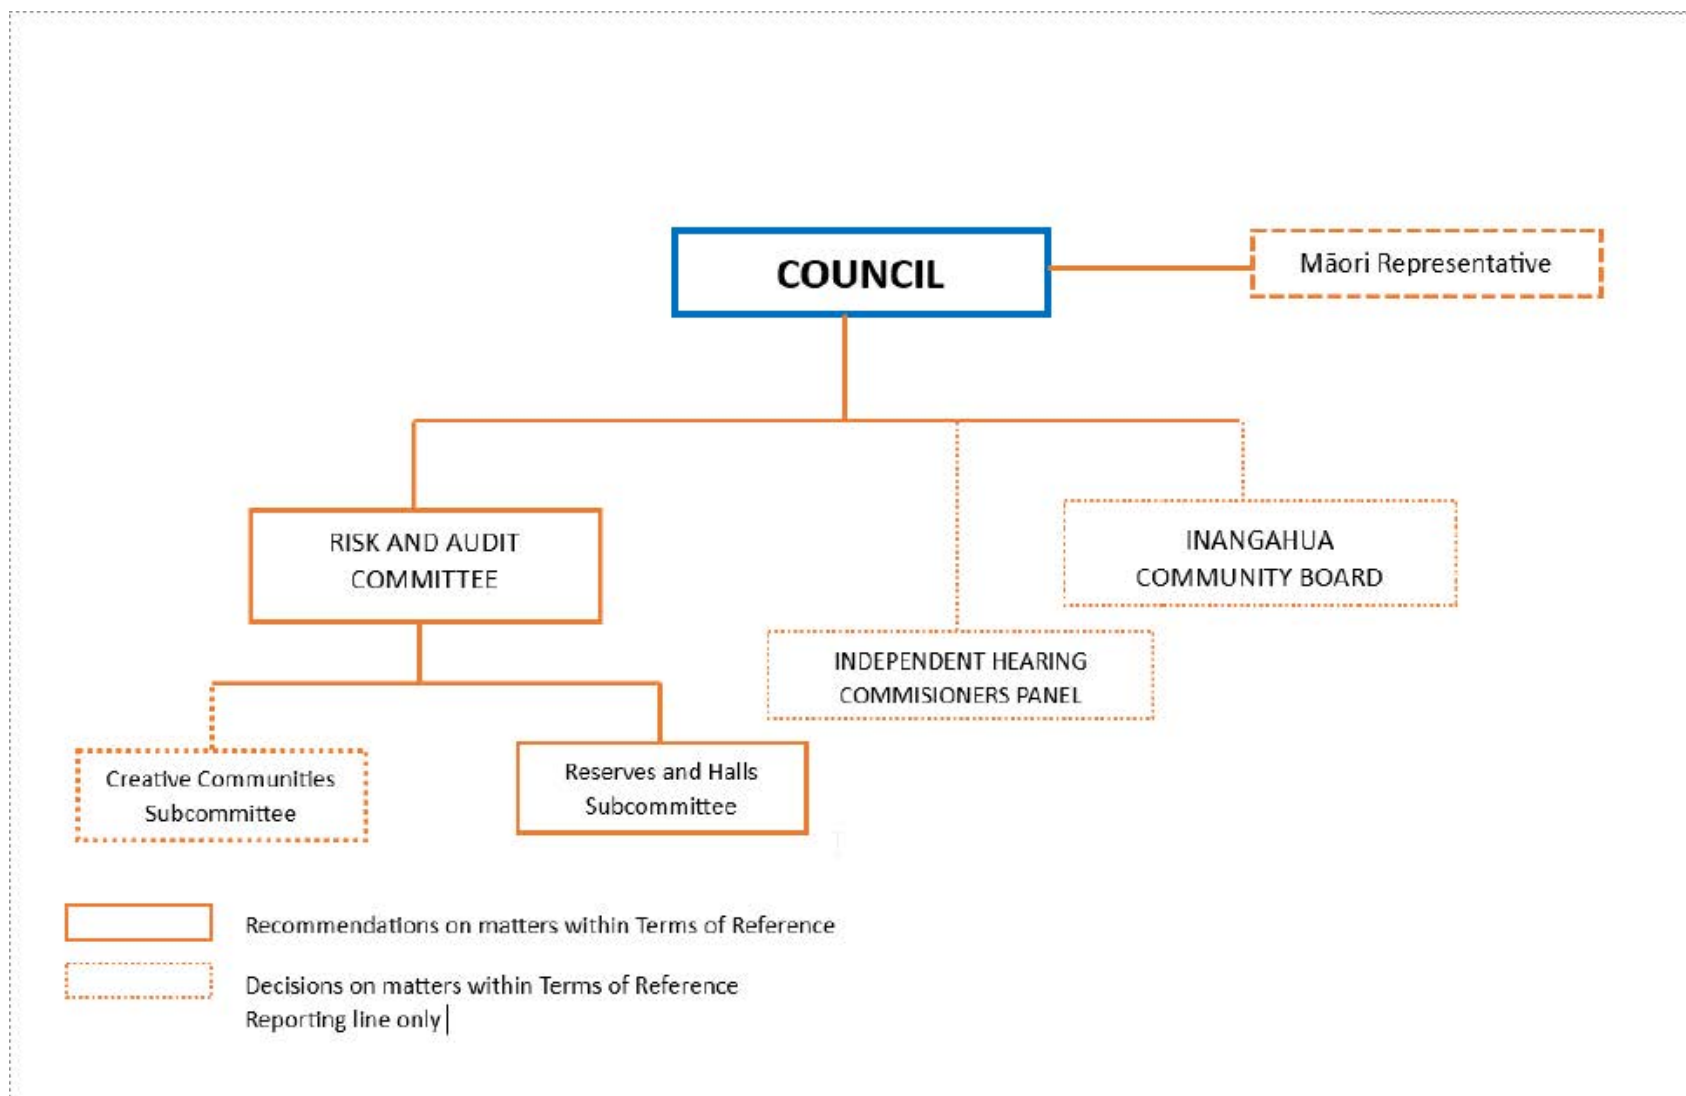 COUNCIL
Māori Representative
RISK AND AUDIT
COMMITTEE
INANGAHUA
COMMUNITY BOARD
INDEPENDENT HEARING
COMMISIONERS PANEL
Creative Communities
Subcommittee
Reserves and Halls
Subcommittee
Recommendations on matters within Terms of Reference
Decisions on matters within Terms of Reference
Reporting line only